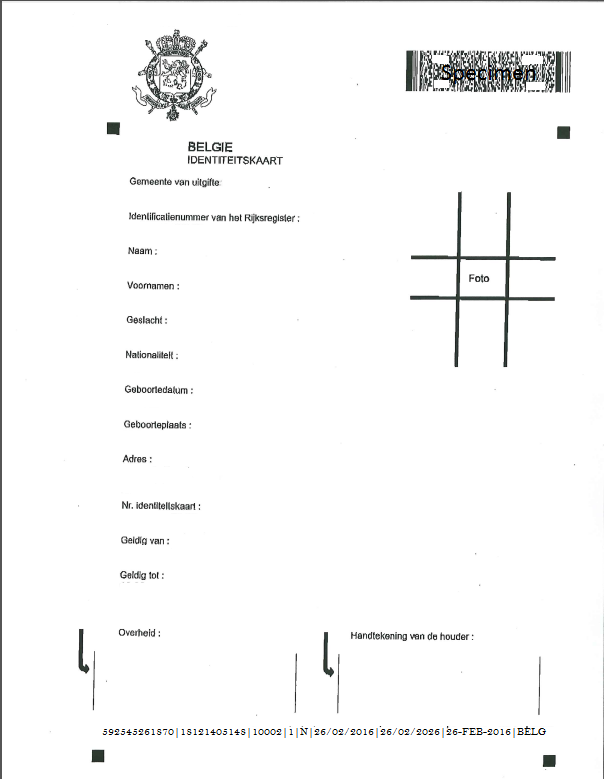 Specimen
BELGIE
IDENTITEITSKAART
Gemeente van uitgifte
Identificatienummer van het Rijksregister :
Naam :
Foto
Voornamen :
Geslacht :
Nationaliteit :
Geboortedatum :
Geboorteplaats :
Adres :
Nr. identiteitskaart :
Geldig van :
Geldig tot :
Overheid :
Handtekening van de houder :
592545261870|18121405148|10002|1|N|26/02/2016|26/02/2026|26-FEB-2016|BELG